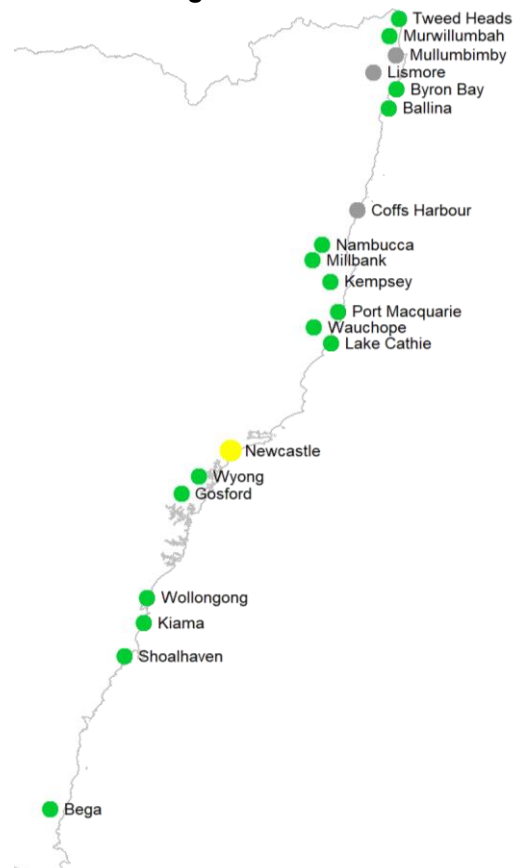 Tweed Heads
Murwillumbah
Mullumbimby
Lismore
Byron Bay
Ballina
Coffs Harbour
Nambucca
Millbank
Kempsey
Port Macquarie
Wauchope
Lake Cathie
Newcastle
Wyong
Gosford
Wollongong
Kiama
Shoalhaven
Bega